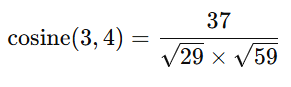 cosine(3, 4) = 37 / (√29 × √59)